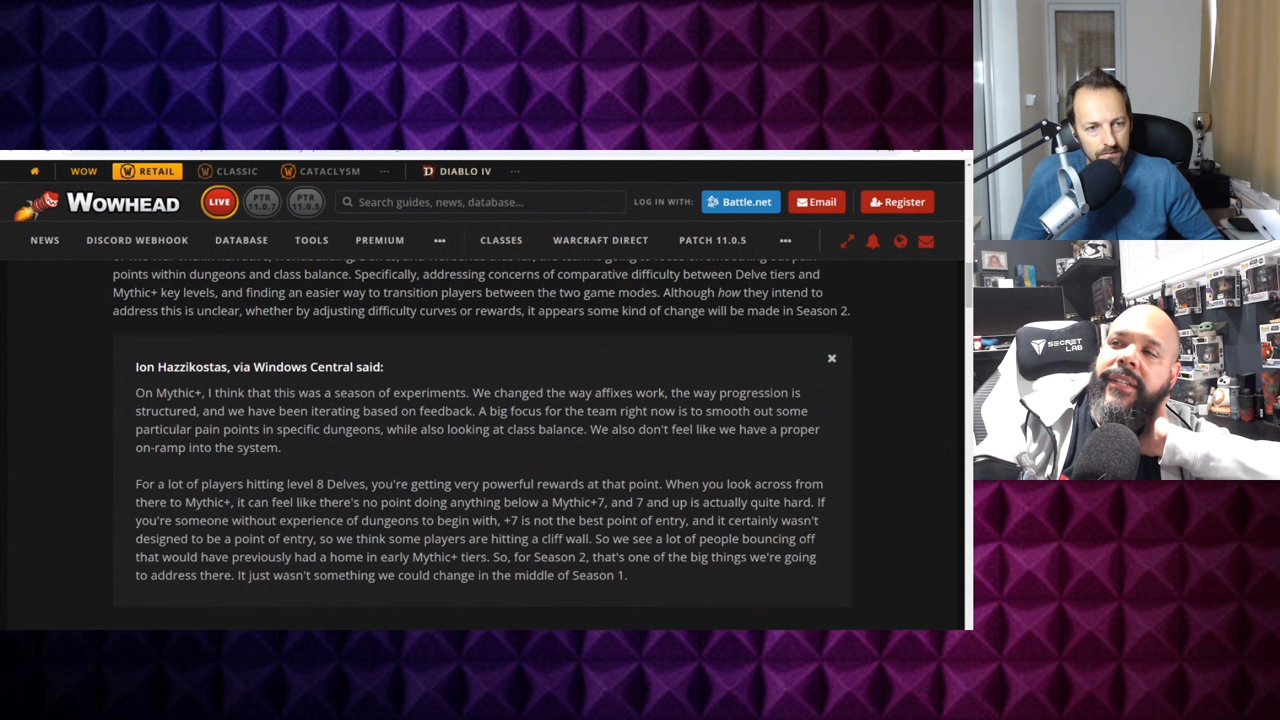 WOW
RETAIL
CLASSIC
CATACLYSM
DIABLO IV
WOWHEAD
LIVE
PTR 11.0.7
PTR 11.0.5
Search guides, news, database...
LOG IN WITH:
Battle.net
Email
Register
NEWS
DISCORD WEBHOOK
DATABASE
TOOLS
PREMIUM
CLASSES
WARCRAFT DIRECT
PATCH 11.0.5
points within dungeons and class balance. Specifically, addressing concerns of comparative difficulty between Delve tiers and
Mythic+ key levels, and finding an easier way to transition players between the two game modes. Although how they intend to
address this is unclear, whether by adjusting difficulty curves or rewards, it appears some kind of change will be made in Season 2.
Ion Hazzikostas, via Windows Central said:
On Mythic+, I think that this was a season of experiments. We changed the way affixes work, the way progression is
structured, and we have been iterating based on feedback. A big focus for the team right now is to smooth out some
particular pain points in specific dungeons, while also looking at class balance. We also don't feel like we have a proper
on-ramp into the system.
For a lot of players hitting level 8 Delves, you're getting very powerful rewards at that point. When you look across from
there to Mythic+, it can feel like there's no point doing anything below a Mythic+7, and 7 and up is actually quite hard. If
you're someone without experience of dungeons to begin with, +7 is not the best point of entry, and it certainly wasn't
designed to be a point of entry, so we think some players are hitting a cliff wall. So we see a lot of people bouncing off
that would have previously had a home in early Mythic+ tiers. So, for Season 2, that's one of the big things we're going
to address there. It just wasn't something we could change in the middle of Season 1.
SECRET
LAB